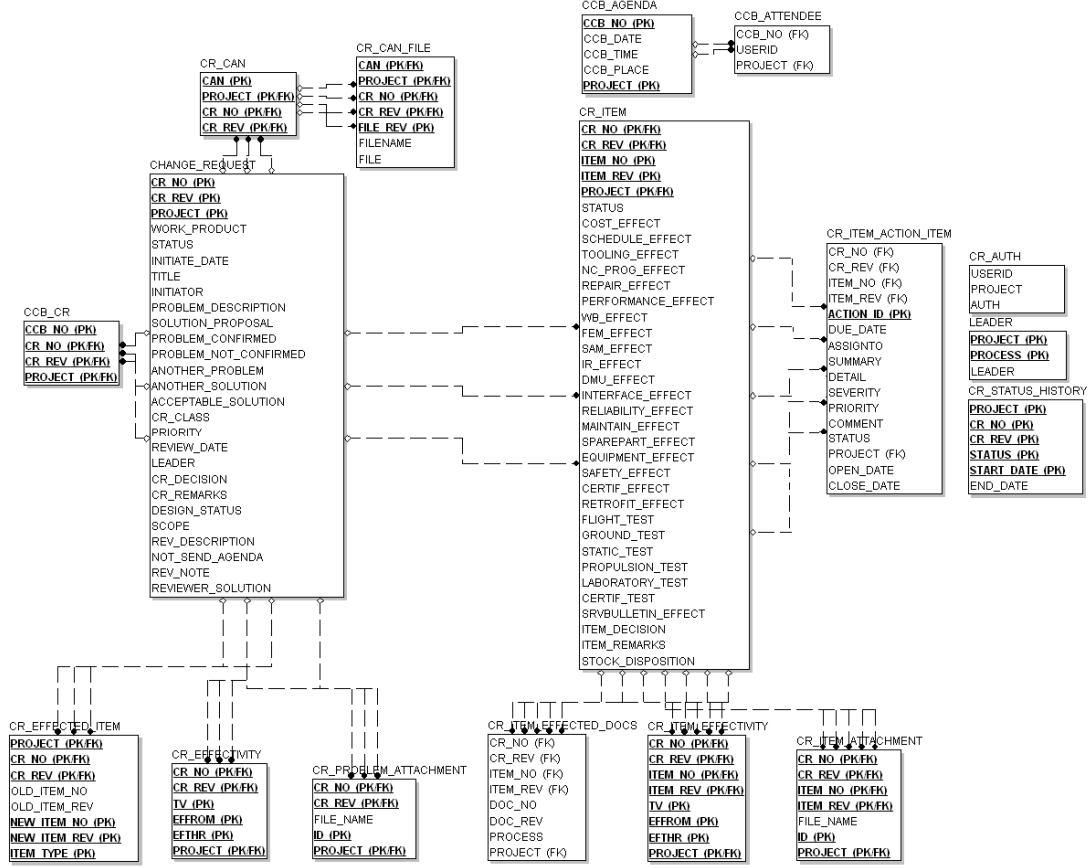 CCB_AGENDA
CCB_NO (PK)
CCB_DATE
CCB_TIME
CCB_PLACE
PROJECT (PK)
CCB_ATTENDEE
CCB_NO (FK)
USERID
PROJECT (FK)
CR_CAN_FILE
CAN (PK/FK)
PROJECT (PK/FK)
CR_NO (PK/FK)
CR_REV (PK/FK)
FILE_REV (PK)
FILENAME
FILE
CR_CAN
CAN (PK)
PROJECT (PK/FK)
CR_NO (PK/FK)
CR_REV (PK/FK)
CHANGE_REQUEST
CR_NO (PK)
CR_REV (PK)
PROJECT (PK)
WORK_PRODUCT
STATUS
INITIATE_DATE
TITLE
INITIATOR
PROBLEM_DESCRIPTION
SOLUTION_PROPOSAL
PROBLEM_CONFIRMED
PROBLEM_NOT_CONFIRMED
ANOTHER_PROBLEM
ANOTHER_SOLUTION
ACCEPTABLE_SOLUTION
CR_CLASS
PRIORITY
REVIEW_DATE
LEADER
CR_DECISION
CR_REMARKS
DESIGN_STATUS
SCOPE
REV_DESCRIPTION
NOT_SEND_AGENDA
REV_NOTE
REVIEWER_SOLUTION
CCB_CR
CCB_NO (PK)
CR_NO (PK/FK)
CR_REV (PK/FK)
PROJECT (PK/FK)
CR_ITEM
CR_NO (PK/FK)
CR_REV (PK/FK)
ITEM_NO (PK)
ITEM_REV (PK)
PROJECT (PK/FK)
STATUS
COST_EFFECT
SCHEDULE_EFFECT
TOOLING_EFFECT
NC_PROG_EFFECT
REPAIR_EFFECT
PERFORMANCE_EFFECT
WB_EFFECT
FEM_EFFECT
SAM_EFFECT
IR_EFFECT
DMU_EFFECT
INTERFACE_EFFECT
RELIABILITY_EFFECT
MAINTAIN_EFFECT
SPAREPART_EFFECT
EQUIPMENT_EFFECT
SAFETY_EFFECT
CERTIF_EFFECT
RETROFIT_EFFECT
FLIGHT_TEST
GROUND_TEST
STATIC_TEST
PROPULSION_TEST
LABORATORY_TEST
CERTIF_TEST
SRVBULLETIN_EFFECT
ITEM_DECISION
ITEM_REMARKS
STOCK_DISPOSITION
CR_ITEM_ACTION_ITEM
CR_NO (FK)
CR_REV (FK)
ITEM_NO (FK)
ITEM_REV (FK)
ACTION_ID (PK)
DUE_DATE
ASSIGNTO
SUMMARY
DETAIL
SEVERITY
PRIORITY
COMMENT
STATUS
PROJECT (FK)
OPEN_DATE
CLOSE_DATE
CR_AUTH
USERID
PROJECT
AUTH
LEADER
PROJECT (PK)
PROCESS (PK)
LEADER
CR_STATUS_HISTORY
PROJECT (PK)
CR_NO (PK)
CR_REV (PK)
STATUS (PK)
START_DATE (PK)
END_DATE
CR_EFFECTED_ITEM
PROJECT (PK/FK)
CR_NO (PK/FK)
CR_REV (PK/FK)
OLD_ITEM_NO
OLD_ITEM_REV
NEW_ITEM_NO (PK)
NEW_ITEM_REV (PK)
ITEM_TYPE (PK)
CR_EFFECTIVITY
CR_NO (PK/FK)
CR_REV (PK/FK)
TV (PK)
EFFROM (PK)
EFTHR (PK)
PROJECT (PK/FK)
CR_PROBLEM_ATTACHMENT
CR_NO (PK/FK)
CR_REV (PK/FK)
FILE_NAME
ID (PK)
PROJECT (PK/FK)
CR_ITEM_EFFECTED_DOCS
CR_NO (FK)
CR_REV (FK)
ITEM_NO (FK)
ITEM_REV (FK)
DOC_NO
DOC_REV
PROCESS
PROJECT (FK)
CR_ITEM_EFFECTIVITY
CR_NO (PK/FK)
CR_REV (PK/FK)
ITEM_NO (PK/FK)
ITEM_REV (PK/FK)
TV (PK)
EFFROM (PK)
EFTHR (PK)
PROJECT (PK/FK)
CR_ITEM_ATTACHMENT
CR_NO (PK/FK)
CR_REV (PK/FK)
ITEM_NO (PK/FK)
ITEM_REV (PK/FK)
FILE_NAME
ID (PK)
PROJECT (PK/FK)